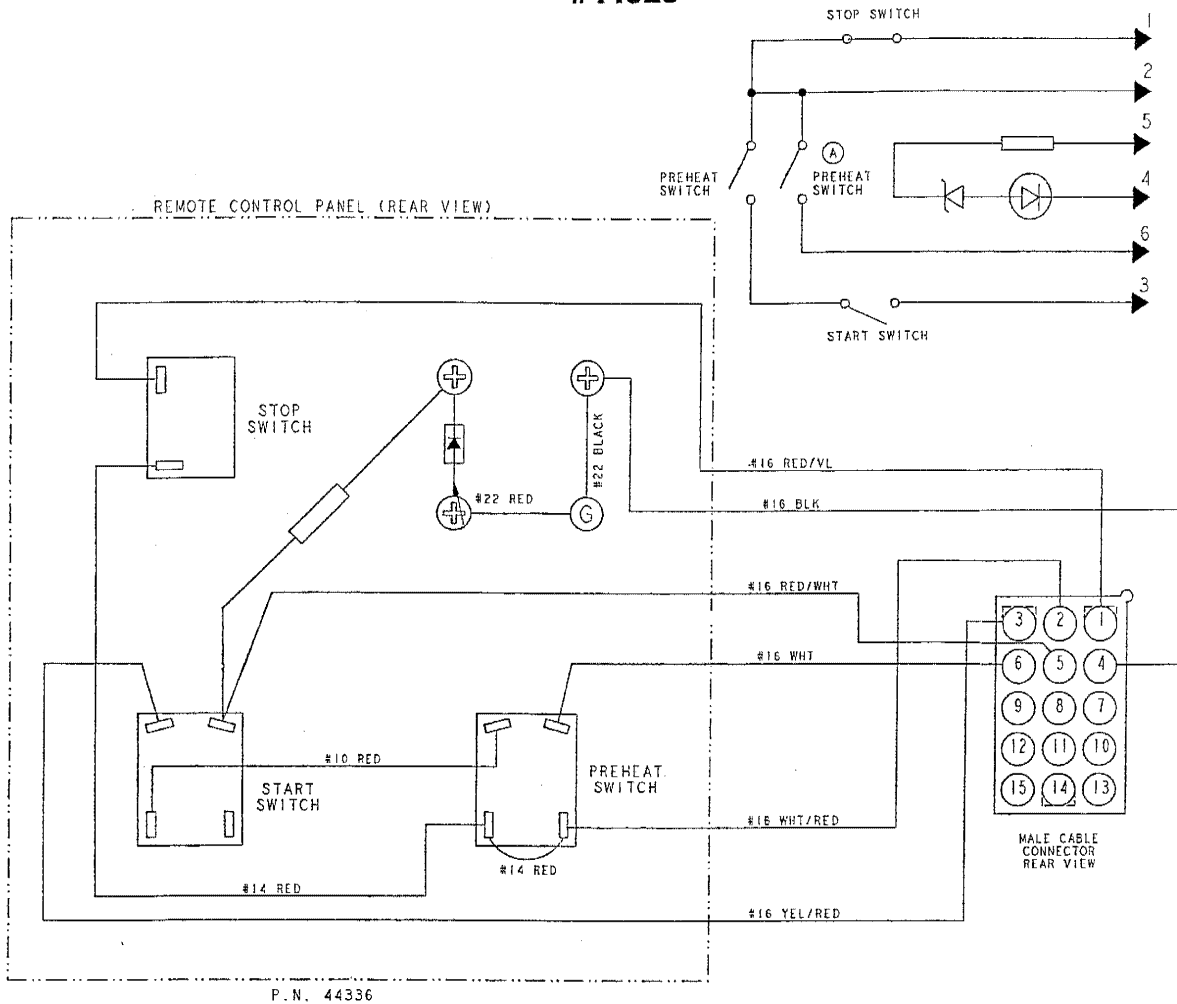 STOP SWITCH
1
2
5
4
6
3
PREHEAT
SWITCH
A
PREHEAT
SWITCH
START SWITCH
REMOTE CONTROL PANEL (REAR VIEW)
STOP
SWITCH
#22 BLACK
#22 RED
G
#16 RED/VL
#16 BLK
#16 RED/WHT
#16 WHT
#10 RED
START
SWITCH
PREHEAT
SWITCH
#16 WHT/RED
#14 RED
#14 RED
#16 YEL/RED
3 2 1
6 5 4
9 8 7
12 11 10
15 14 13
MALE CABLE
CONNECTOR
REAR VIEW
P.N. 44336